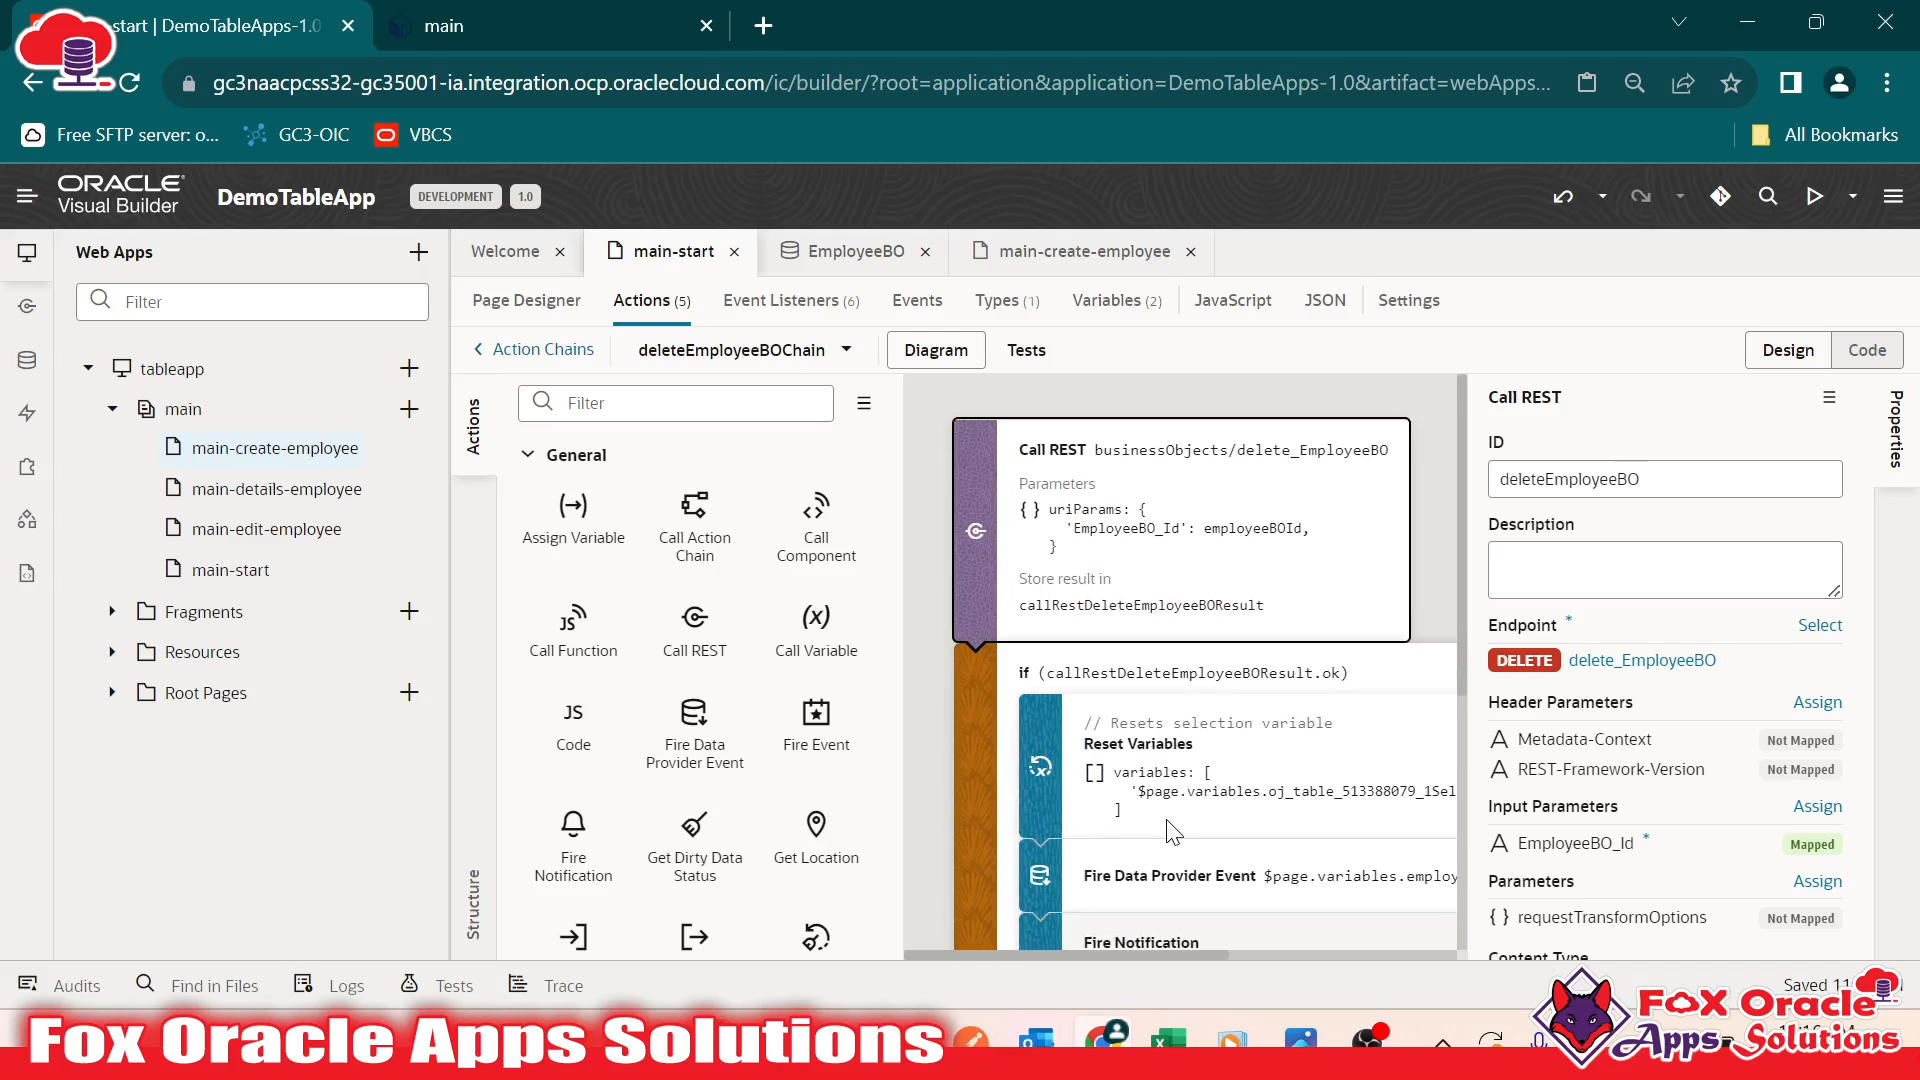 start | DemoTableApps-1.0
main
gc3naacpcss32-gc35001-ia.integration.ocp.oraclecloud.com/ic/builder/?root=application&application=DemoTableApps-1.0&artifact=webApps...
Free SFTP server: o...
GC3-OIC
VBCS
All Bookmarks
ORACLE
Visual Builder
DemoTableApp
DEVELOPMENT
1.0
Web Apps
Welcome
main-start
EmployeeBO
main-create-employee
Filter
Page Designer
Actions (5)
Event Listeners (6)
Events
Types (1)
Variables (2)
JavaScript
JSON
Settings
Action Chains
deleteEmployeeBOChain
Diagram
Tests
Design
Code
tableapp
main
main-create-employee
main-details-employee
main-edit-employee
main-start
Fragments
Resources
Root Pages
Actions
Structure
Filter
General
Assign Variable
Call Action
Chain
Call
Component
Call Function
Call REST
Call Variable
JS
Code
Fire Data
Provider Event
Fire Event
Fire
Notification
Get Dirty Data
Status
Get Location
Call REST businessObjects/delete_EmployeeBO
Parameters
{ } uriParams: {
'EmployeeBO_Id': employeeBOId,
}
Store result in
callRestDeleteEmployeeBOResult
if (callRestDeleteEmployeeBOResult.ok)
// Resets selection variable
Reset Variables
[] variables: [
'$page.variables.oj_table_513388079_1Sel
]
Fire Data Provider Event $page.variables.employ
Fire Notification
Call REST
Properties
ID
deleteEmployeeBO
Description
Endpoint *
Select
DELETE
delete_EmployeeBO
Header Parameters
Assign
A Metadata-Context
Not Mapped
A REST-Framework-Version
Not Mapped
Input Parameters
Assign
A EmployeeBO_Id *
Mapped
Parameters
Assign
{ } requestTransformOptions
Not Mapped
Content Type
Audits
Find in Files
Logs
Tests
Trace
Saved
Fox Oracle Apps Solutions
FOX Oracle
Apps Solutions